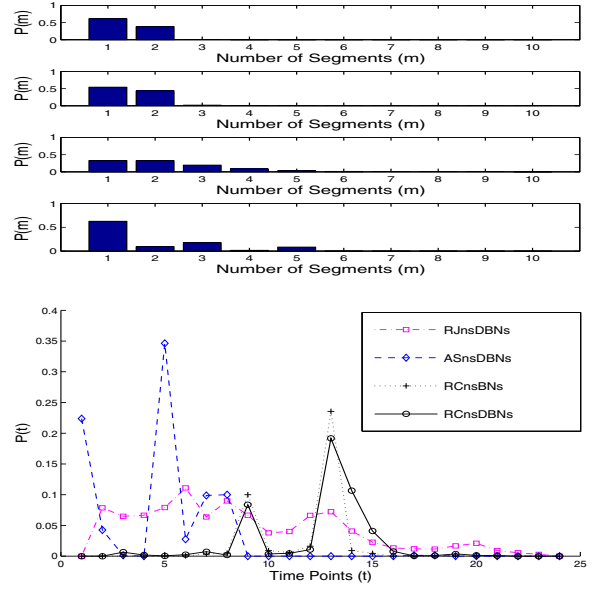 1
0.5
0
P(m)
1 2 3 4 5 6 7 8 9 10
Number of Segments (m)
1
0.5
0
P(m)
1 2 3 4 5 6 7 8 9 10
Number of Segments (m)
1
0.5
0
P(m)
1 2 3 4 5 6 7 8 9 10
Number of Segments (m)
1
0.5
0
P(m)
1 2 3 4 5 6 7 8 9 10
Number of Segments (m)
0.4
0.35
0.3
0.25
0.2
0.15
0.1
0.05
0
P(t)
RJnsDBNs
ASnsDBNs
RCnsBNs
RCnsDBNs
0 5 10 15 20 25
Time Points (t)